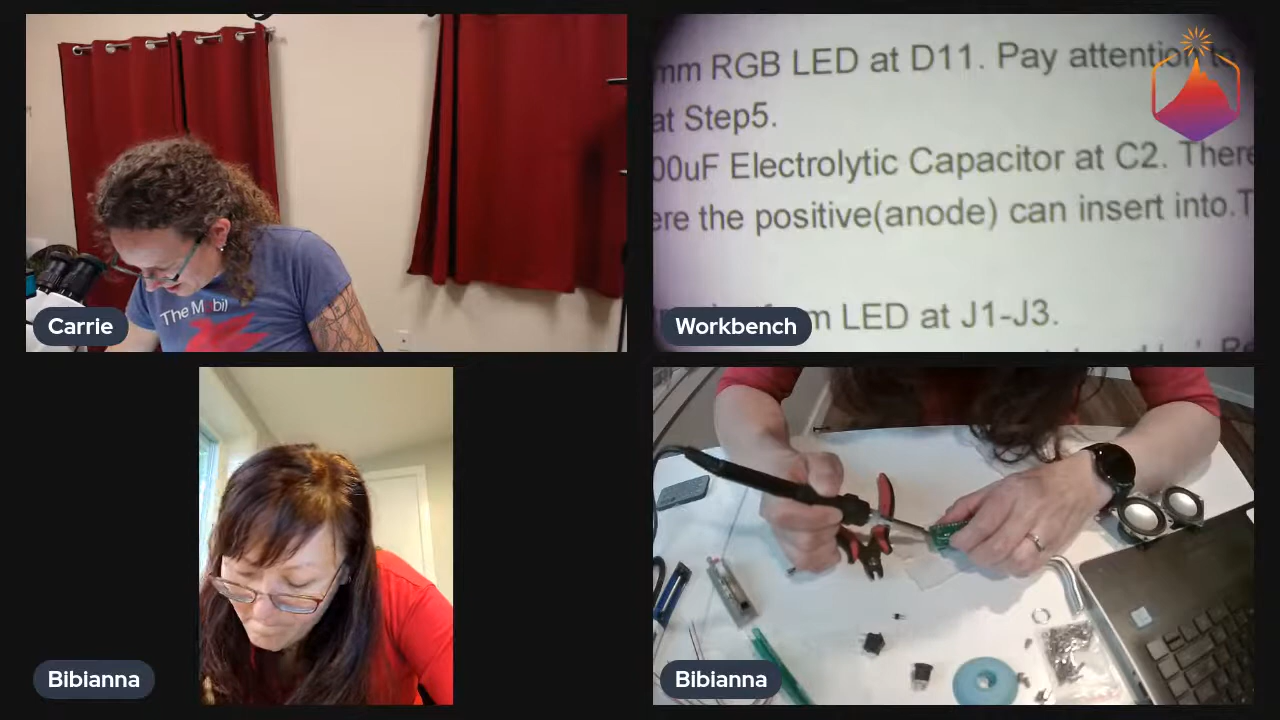 The M bil
Carrie
mm RGB LED at D11. Pay attention to
at Step5.
00uF Electrolytic Capacitor at C2. There
ere the positive(anode) can insert into.T
m LED at J1-J3.
Workbench
Bibianna
Bibianna